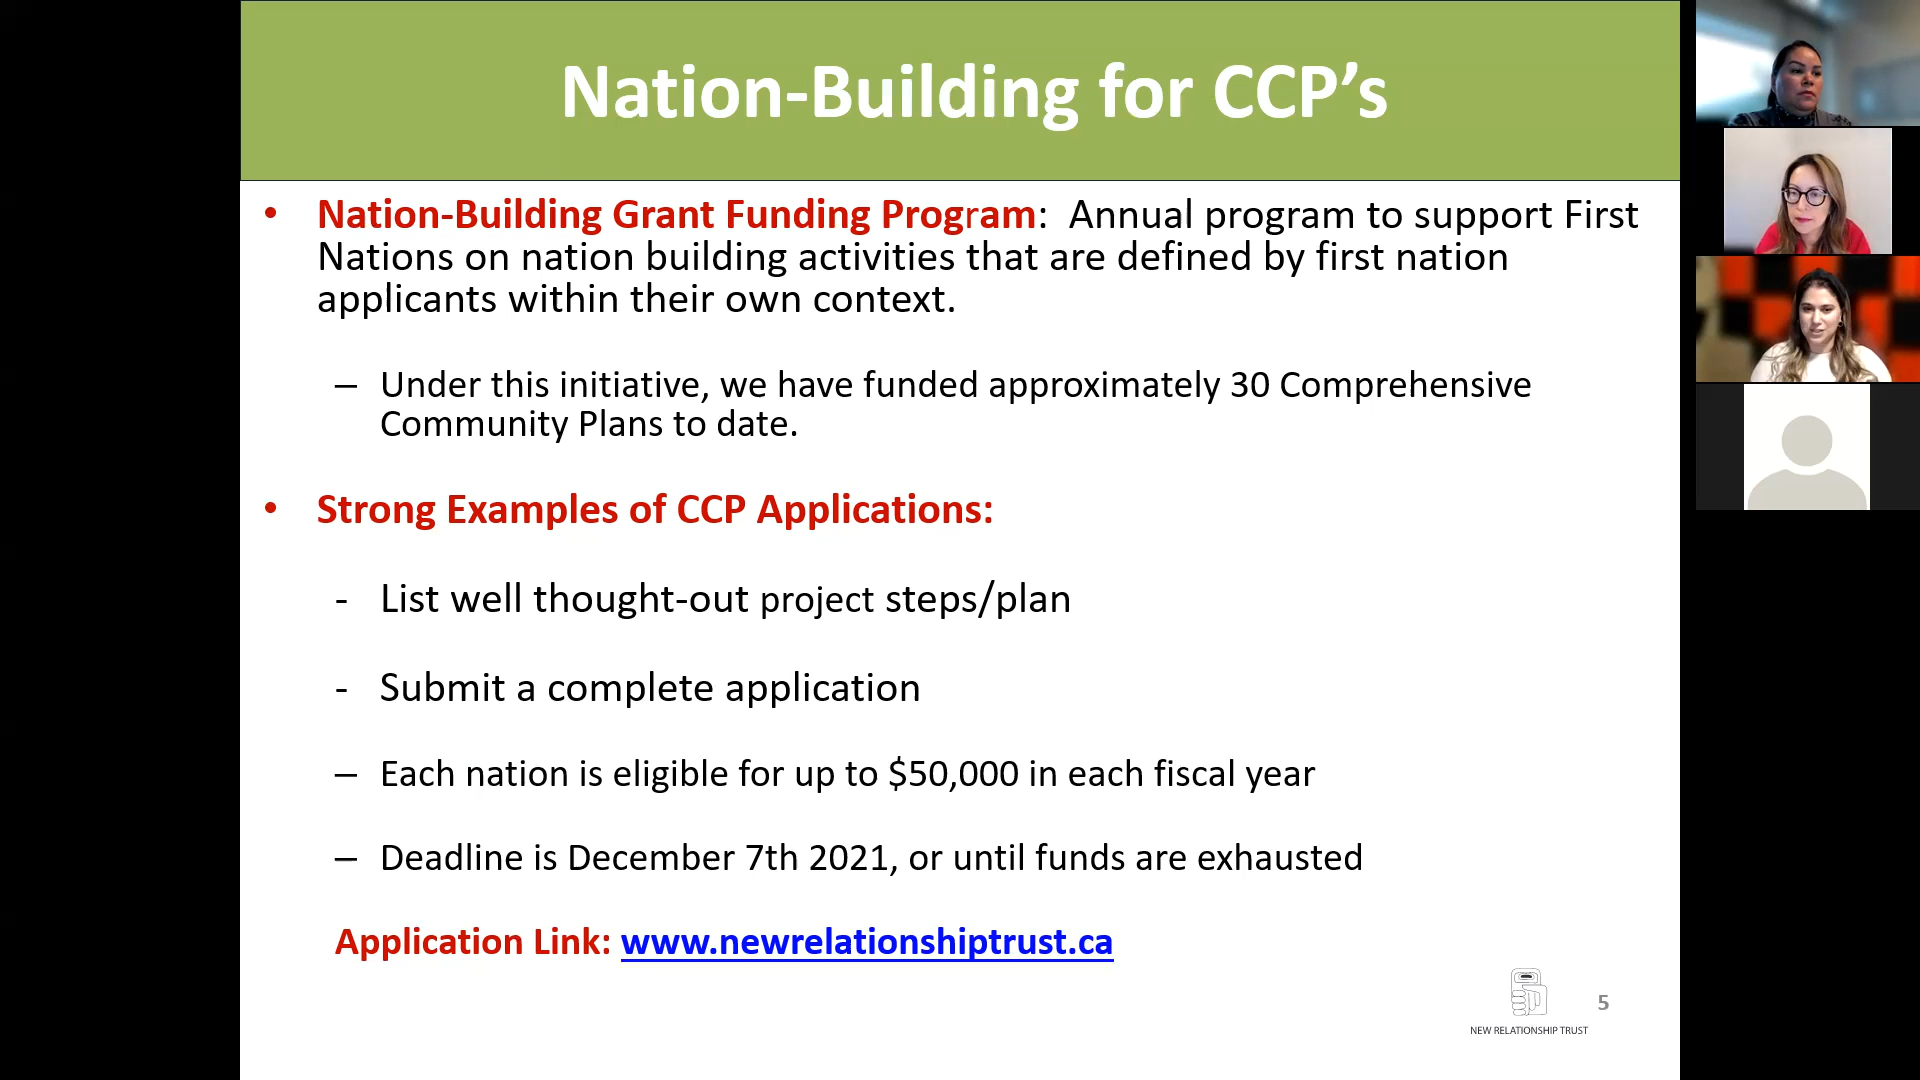 Nation-Building for CCP’s
• Nation-Building Grant Funding Program: Annual program to support First
Nations on nation building activities that are defined by first nation
applicants within their own context.
– Under this initiative, we have funded approximately 30 Comprehensive
Community Plans to date.
• Strong Examples of CCP Applications:
- List well thought-out project steps/plan
- Submit a complete application
– Each nation is eligible for up to $50,000 in each fiscal year
– Deadline is December 7th 2021, or until funds are exhausted
Application Link: www.newrelationshiptrust.ca
NEW RELATIONSHIP TRUST
5